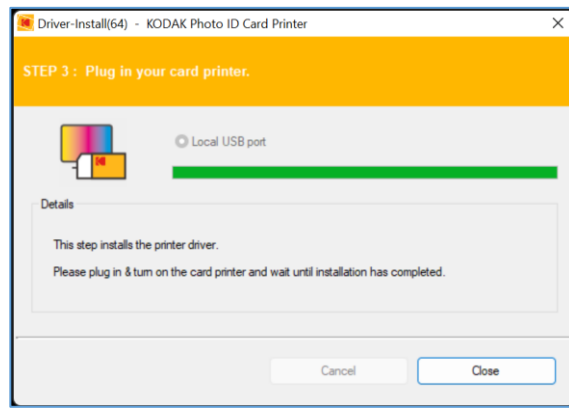 Driver-Install(64) - KODAK Photo ID Card Printer
STEP 3 : Plug in your card printer.
Local USB port
Details
This step installs the printer driver.
Please plug in & turn on the card printer and wait until installation has completed.
Cancel
Close